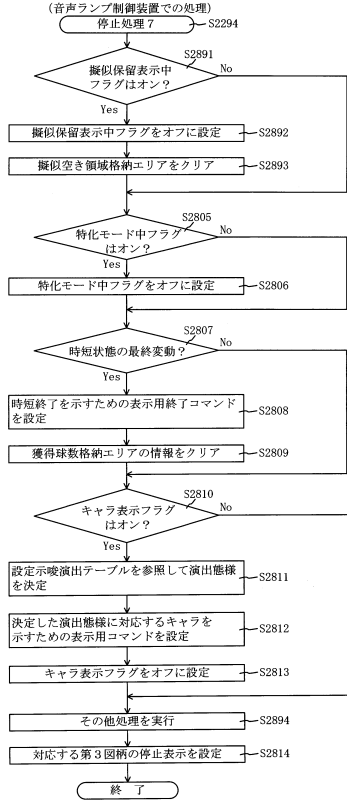 （音声ランプ制御装置での処理）
停止処理７
S2294
S2891
擬似保留表示中
フラグはオン？
No
Yes
擬似保留表示中フラグをオフに設定
S2892
擬似空き領域格納エリアをクリア
S2893
S2805
特化モード中フラグ
はオン？
No
Yes
特化モード中フラグをオフに設定
S2806
S2807
時短状態の最終変動？
No
Yes
時短終了を示すための表示用終了コマンド
を設定
S2808
獲得球数格納エリアの情報をクリア
S2809
S2810
キャラ表示フラグ
はオン？
No
Yes
設定示唆演出テーブルを参照して演出態様
を決定
S2811
決定した演出態様に対応するキャラを
示すための表示用コマンドを設定
S2812
キャラ表示フラグをオフに設定
S2813
その他処理を実行
S2894
対応する第３図柄の停止表示を設定
S2814
終 了